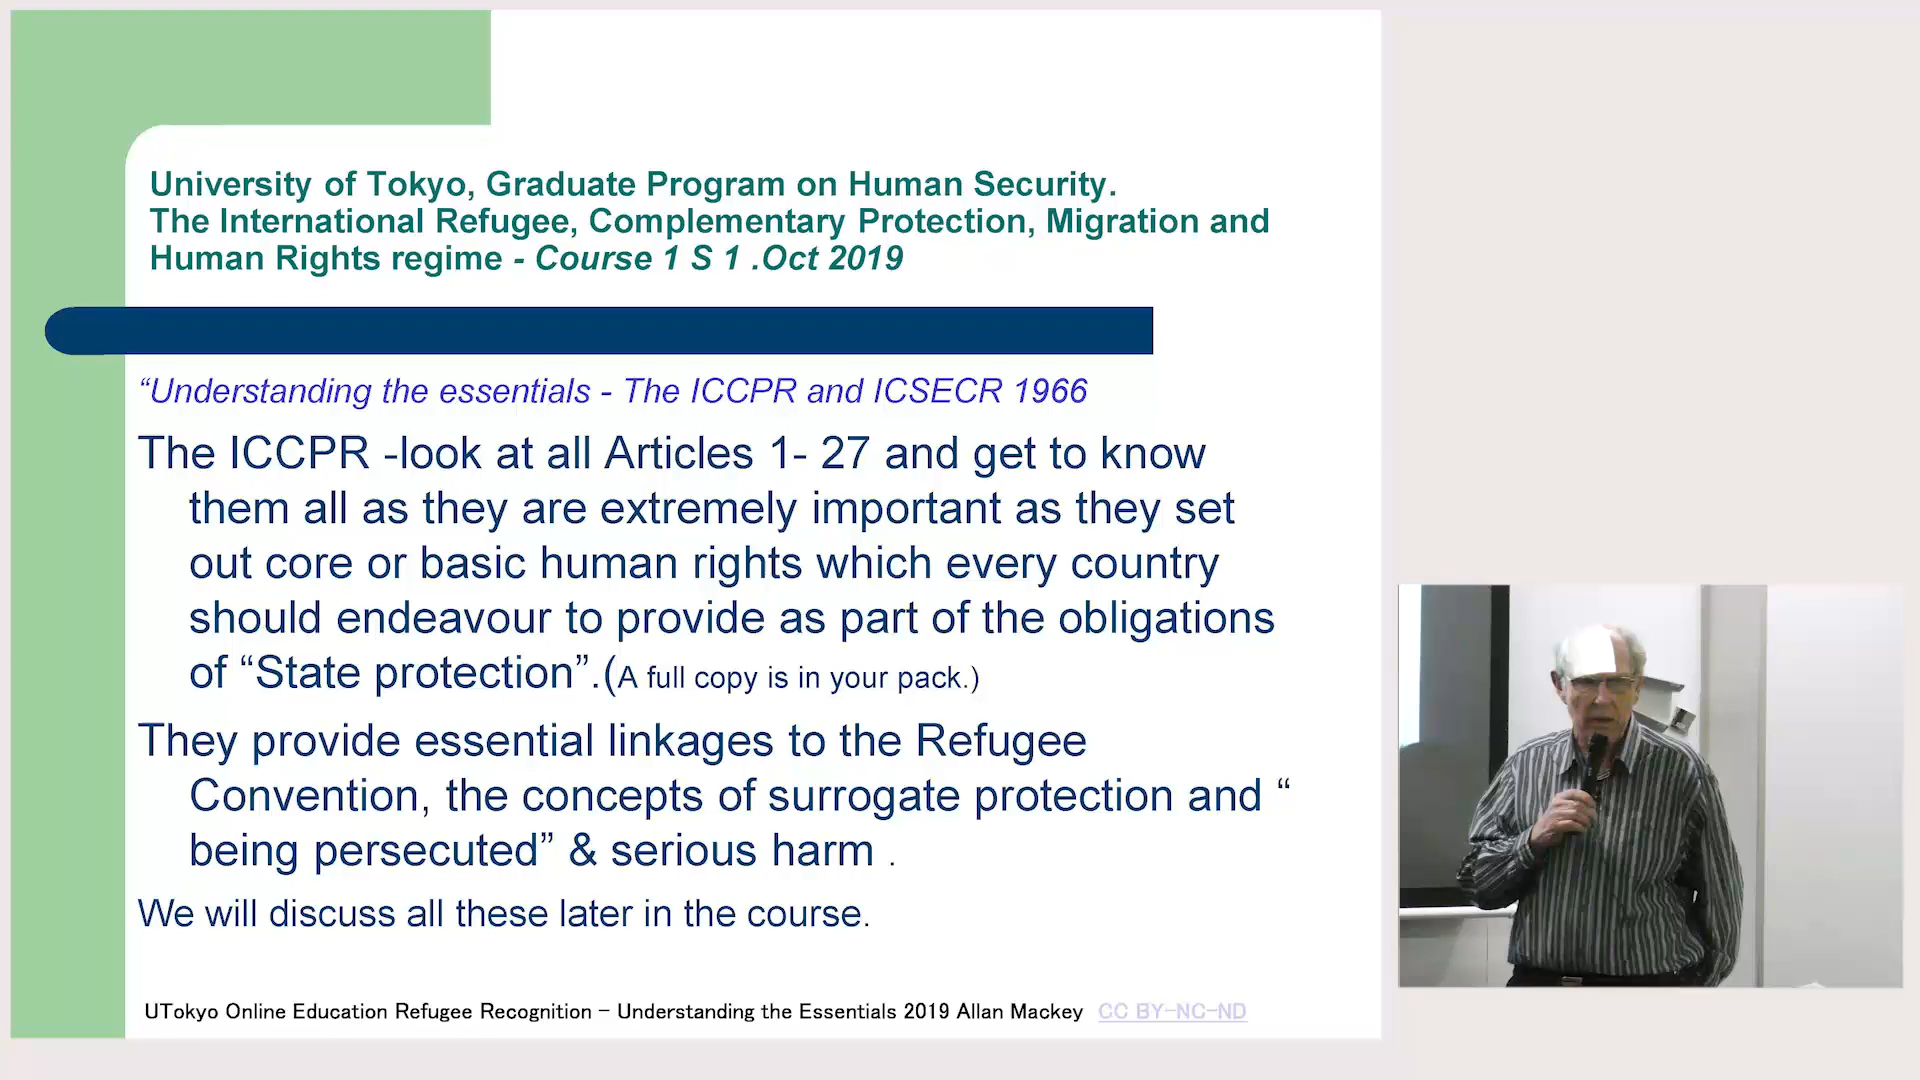 University of Tokyo, Graduate Program on Human Security.
The International Refugee, Complementary Protection, Migration and
Human Rights regime - Course 1 S 1 .Oct 2019
“Understanding the essentials - The ICCPR and ICSECR 1966
The ICCPR -look at all Articles 1- 27 and get to know
them all as they are extremely important as they set
out core or basic human rights which every country
should endeavour to provide as part of the obligations
of “State protection”.(A full copy is in your pack.)
They provide essential linkages to the Refugee
Convention, the concepts of surrogate protection and “
being persecuted” & serious harm .
We will discuss all these later in the course.
UTokyo Online Education Refugee Recognition – Understanding the Essentials 2019 Allan Mackey CC BY-NC-ND